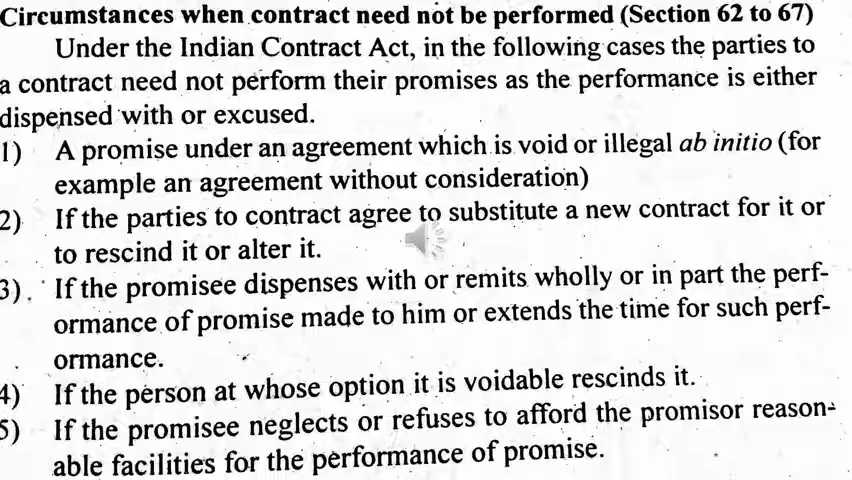 Circumstances when contract need not be performed (Section 62 to 67)
Under the Indian Contract Act, in the following cases the parties to
a contract need not perform their promises as the performance is either
dispensed with or excused.
1) A promise under an agreement which is void or illegal ab initio (for
example an agreement without consideration)
2) If the parties to contract agree to substitute a new contract for it or
to rescind it or alter it.
3). If the promisee dispenses with or remits wholly or in part the perf-
ormance of promise made to him or extends the time for such perf-
ormance.
4) If the person at whose option it is voidable rescinds it.
5) If the promisee neglects or refuses to afford the promisor reason-
able facilities for the performance of promise.